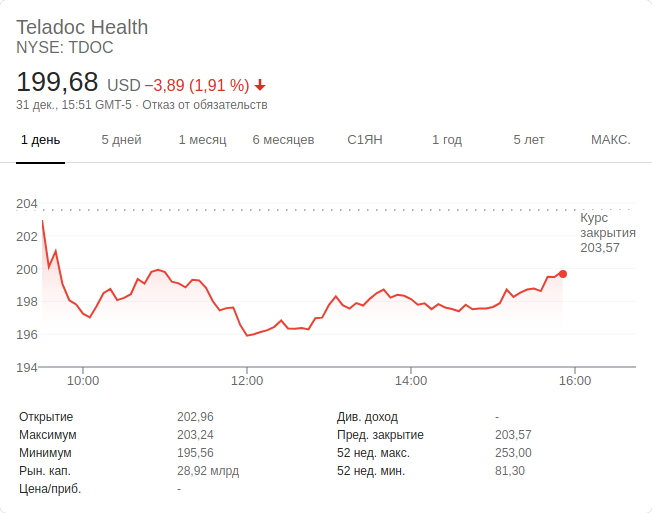 Teladoc Health
NYSE: TDOC
199,68 USD −3,89 (1,91 %)
31 дек., 15:51 GMT-5 · Отказ от обязательств
1 день 5 дней 1 месяц 6 месяцев С1ЯН 1 год 5 лет МАКС.
204
Курс
закрытия
203,57
202
200
198
196
194
10:00 12:00 14:00 16:00
Открытие 202,96 Див. доход -
Максимум 203,24 Пред. закрытие 203,57
Минимум 195,56 52 нед. макс. 253,00
Рын. кап. 28,92 млрд 52 нед. мин. 81,30
Цена/приб. -